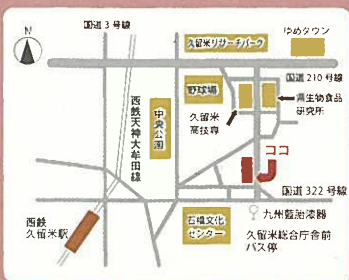 N
国道3号線
久留米リサーチパーク
ゆめタウン
国道210号線
野球場
県生物食品
研究所
久留米
高技専
西鉄天神大牟田線
中央公園
ココ
国道322号線
西鉄
久留米駅
石橋文化
センター
九州藍胎漆器
久留米総合庁舎前
バス停